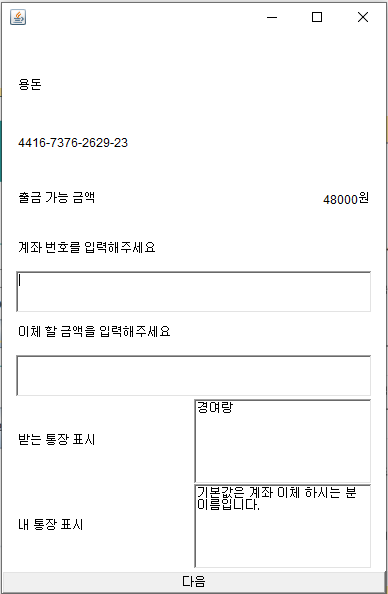 용돈
4416-7376-2629-23
출금 가능 금액
48000원
계좌 번호를 입력해주세요
이체 할 금액을 입력해주세요
받는 통장 표시
경여랑
내 통장 표시
기본값은 계좌 이체 하시는 분
이름입니다.
다음